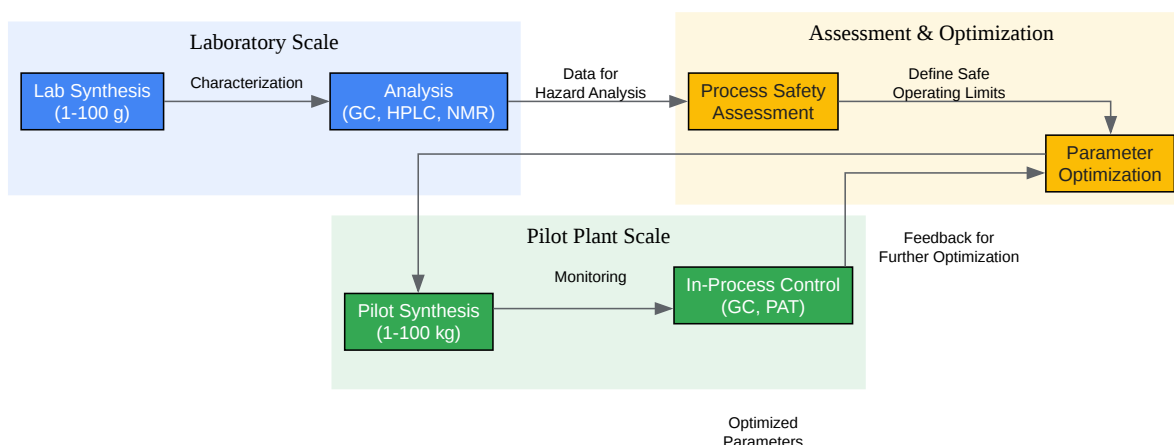 Laboratory Scale
Lab Synthesis
(1-100 g)
Characterization
Analysis
(GC, HPLC, NMR)
Data for
Hazard Analysis
Assessment & Optimization
Process Safety
Assessment
Define Safe
Operating Limits
Parameter
Optimization
Pilot Plant Scale
Pilot Synthesis
(1-100 kg)
Monitoring
In-Process Control
(GC, PAT)
Feedback for
Further Optimization
Optimized
Parameters